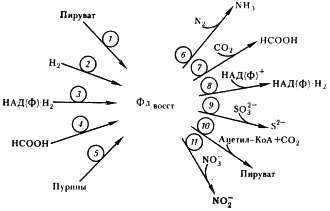 Пируват
1
H₂
2
НАД(Ф)·H₂
3
HCOOH
4
Пурины
5
Фд восст
6
N₂
NH₃
7
CO₂
HCOOH
8
НАД(Ф)⁺
НАД(Ф)·H₂
9
SO₃²⁻
S²⁻
10
Ацетил-КоА+CO₂
Пируват
11
NO₃⁻
NO₂⁻